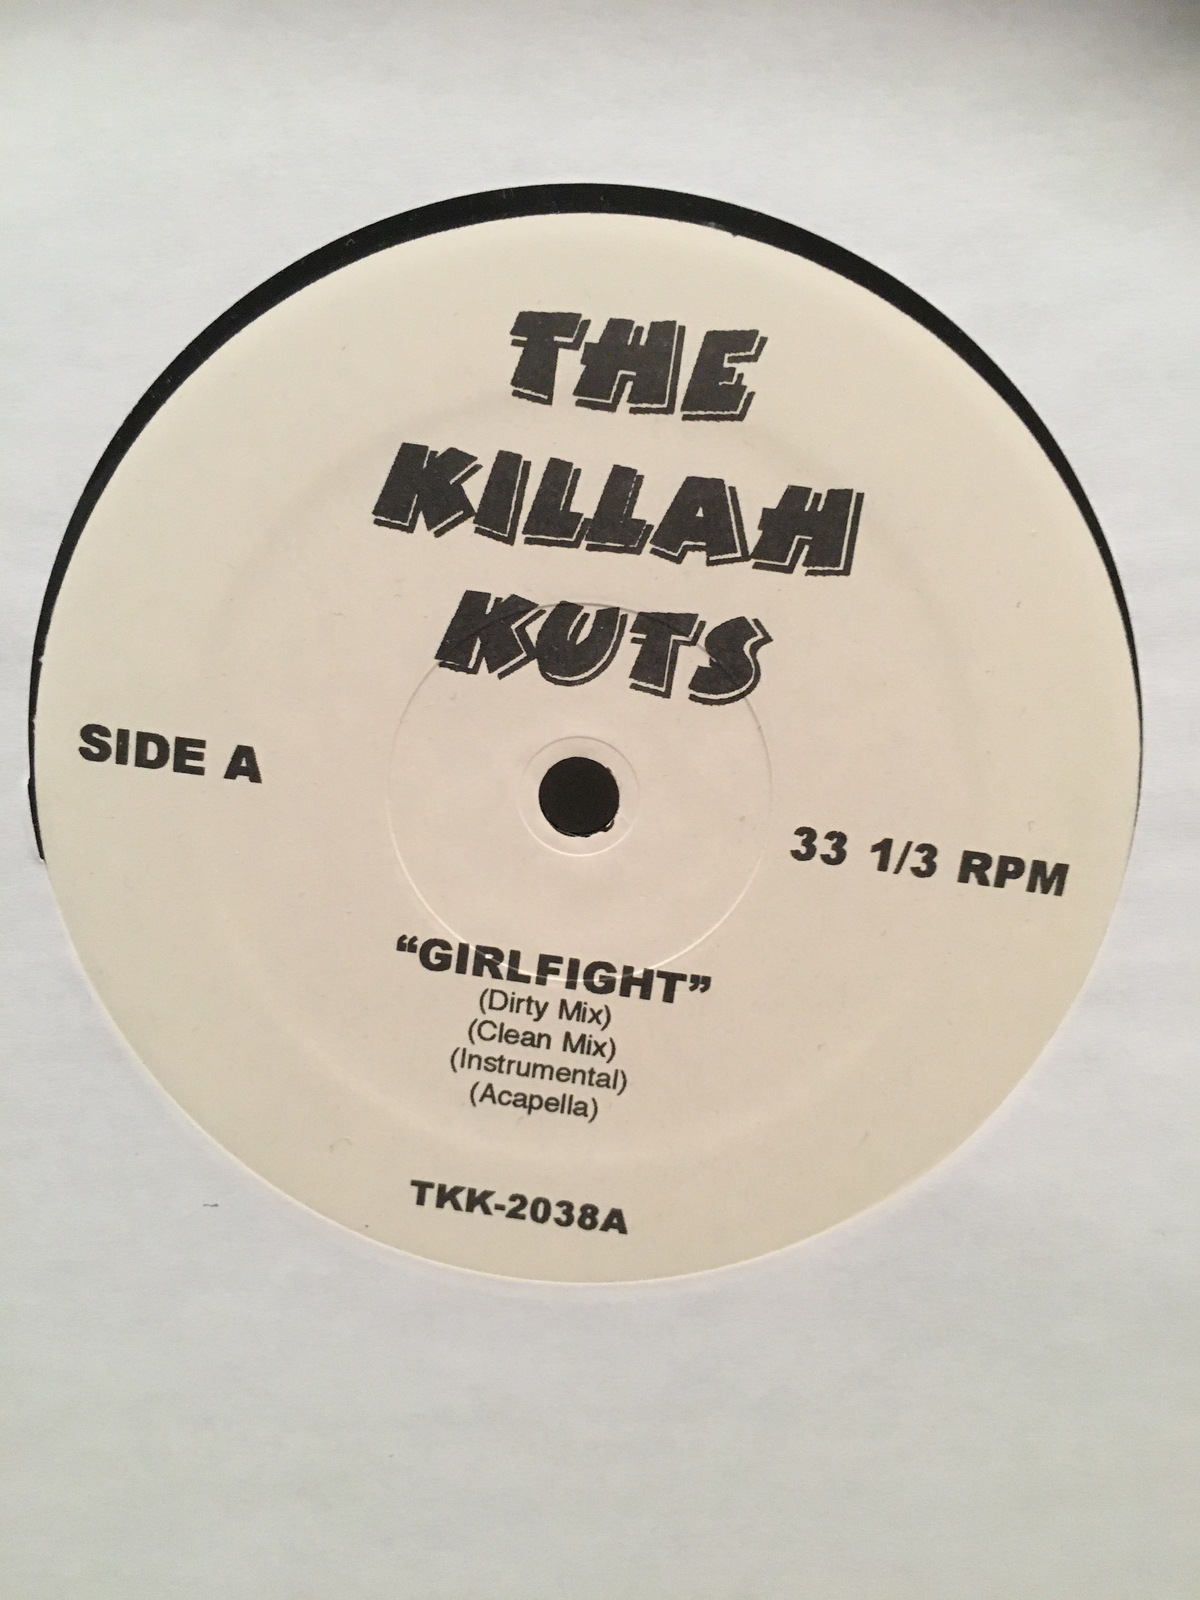 THE
KILLAH
KUTS
SIDE A
33 1/3 RPM
“GIRLFIGHT”
(Dirty Mix)
(Clean Mix)
(Instrumental)
(Acapella)
TKK-2038A